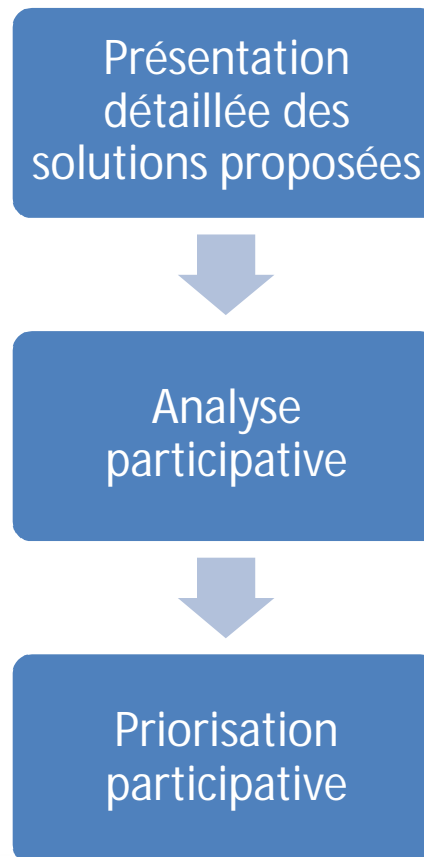 Présentation
détaillée des
solutions proposées
Analyse
participative
Priorisation
participative